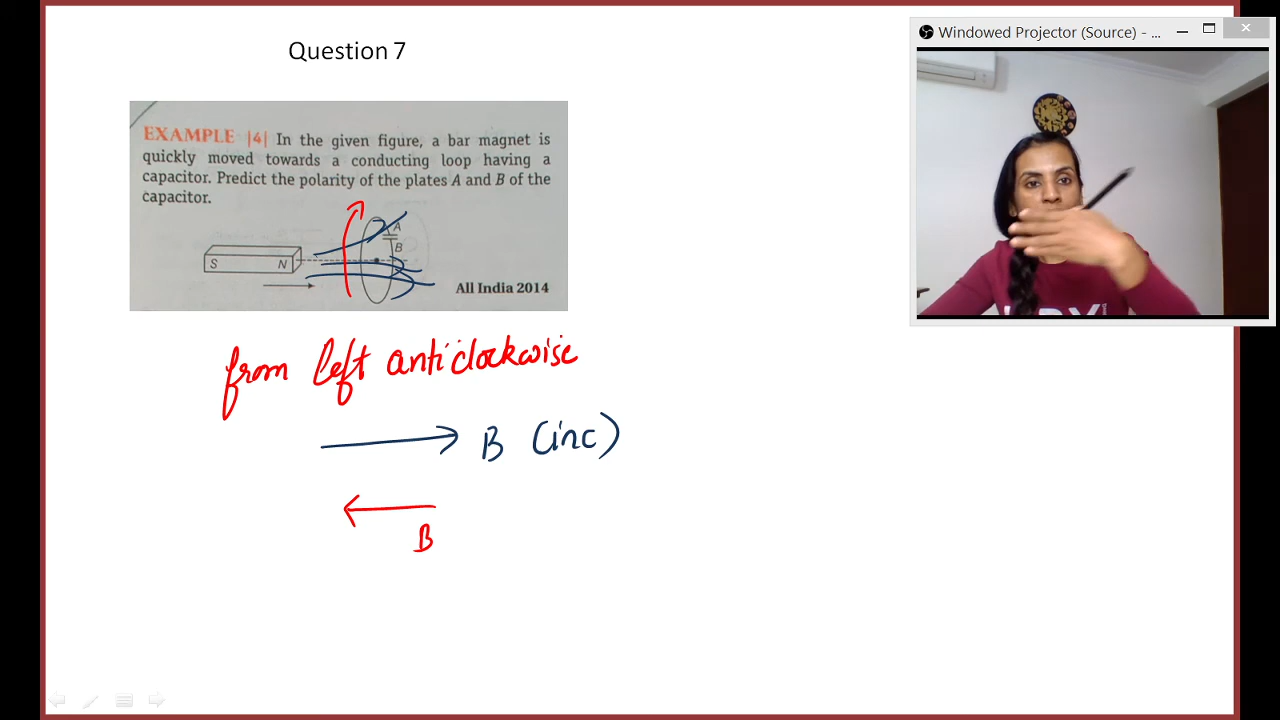 Question 7
Windowed Projector (Source) - ...
EXAMPLE |4| In the given figure, a bar magnet is
quickly moved towards a conducting loop having a
capacitor. Predict the polarity of the plates A and B of the
capacitor.
A
B
S N
All India 2014
from left anticlockwise
B (inc)
B